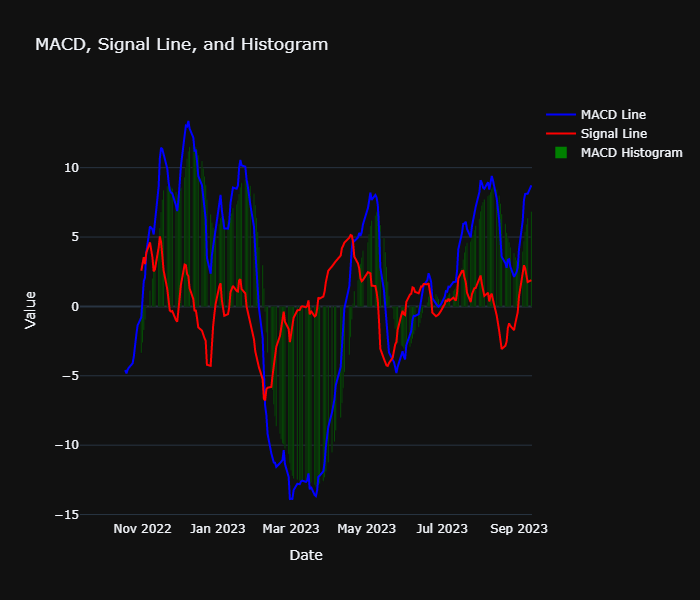 MACD, Signal Line, and Histogram
MACD Line
Signal Line
MACD Histogram
10
5
0
−5
−10
−15
Value
Nov 2022 Jan 2023 Mar 2023 May 2023 Jul 2023 Sep 2023
Date